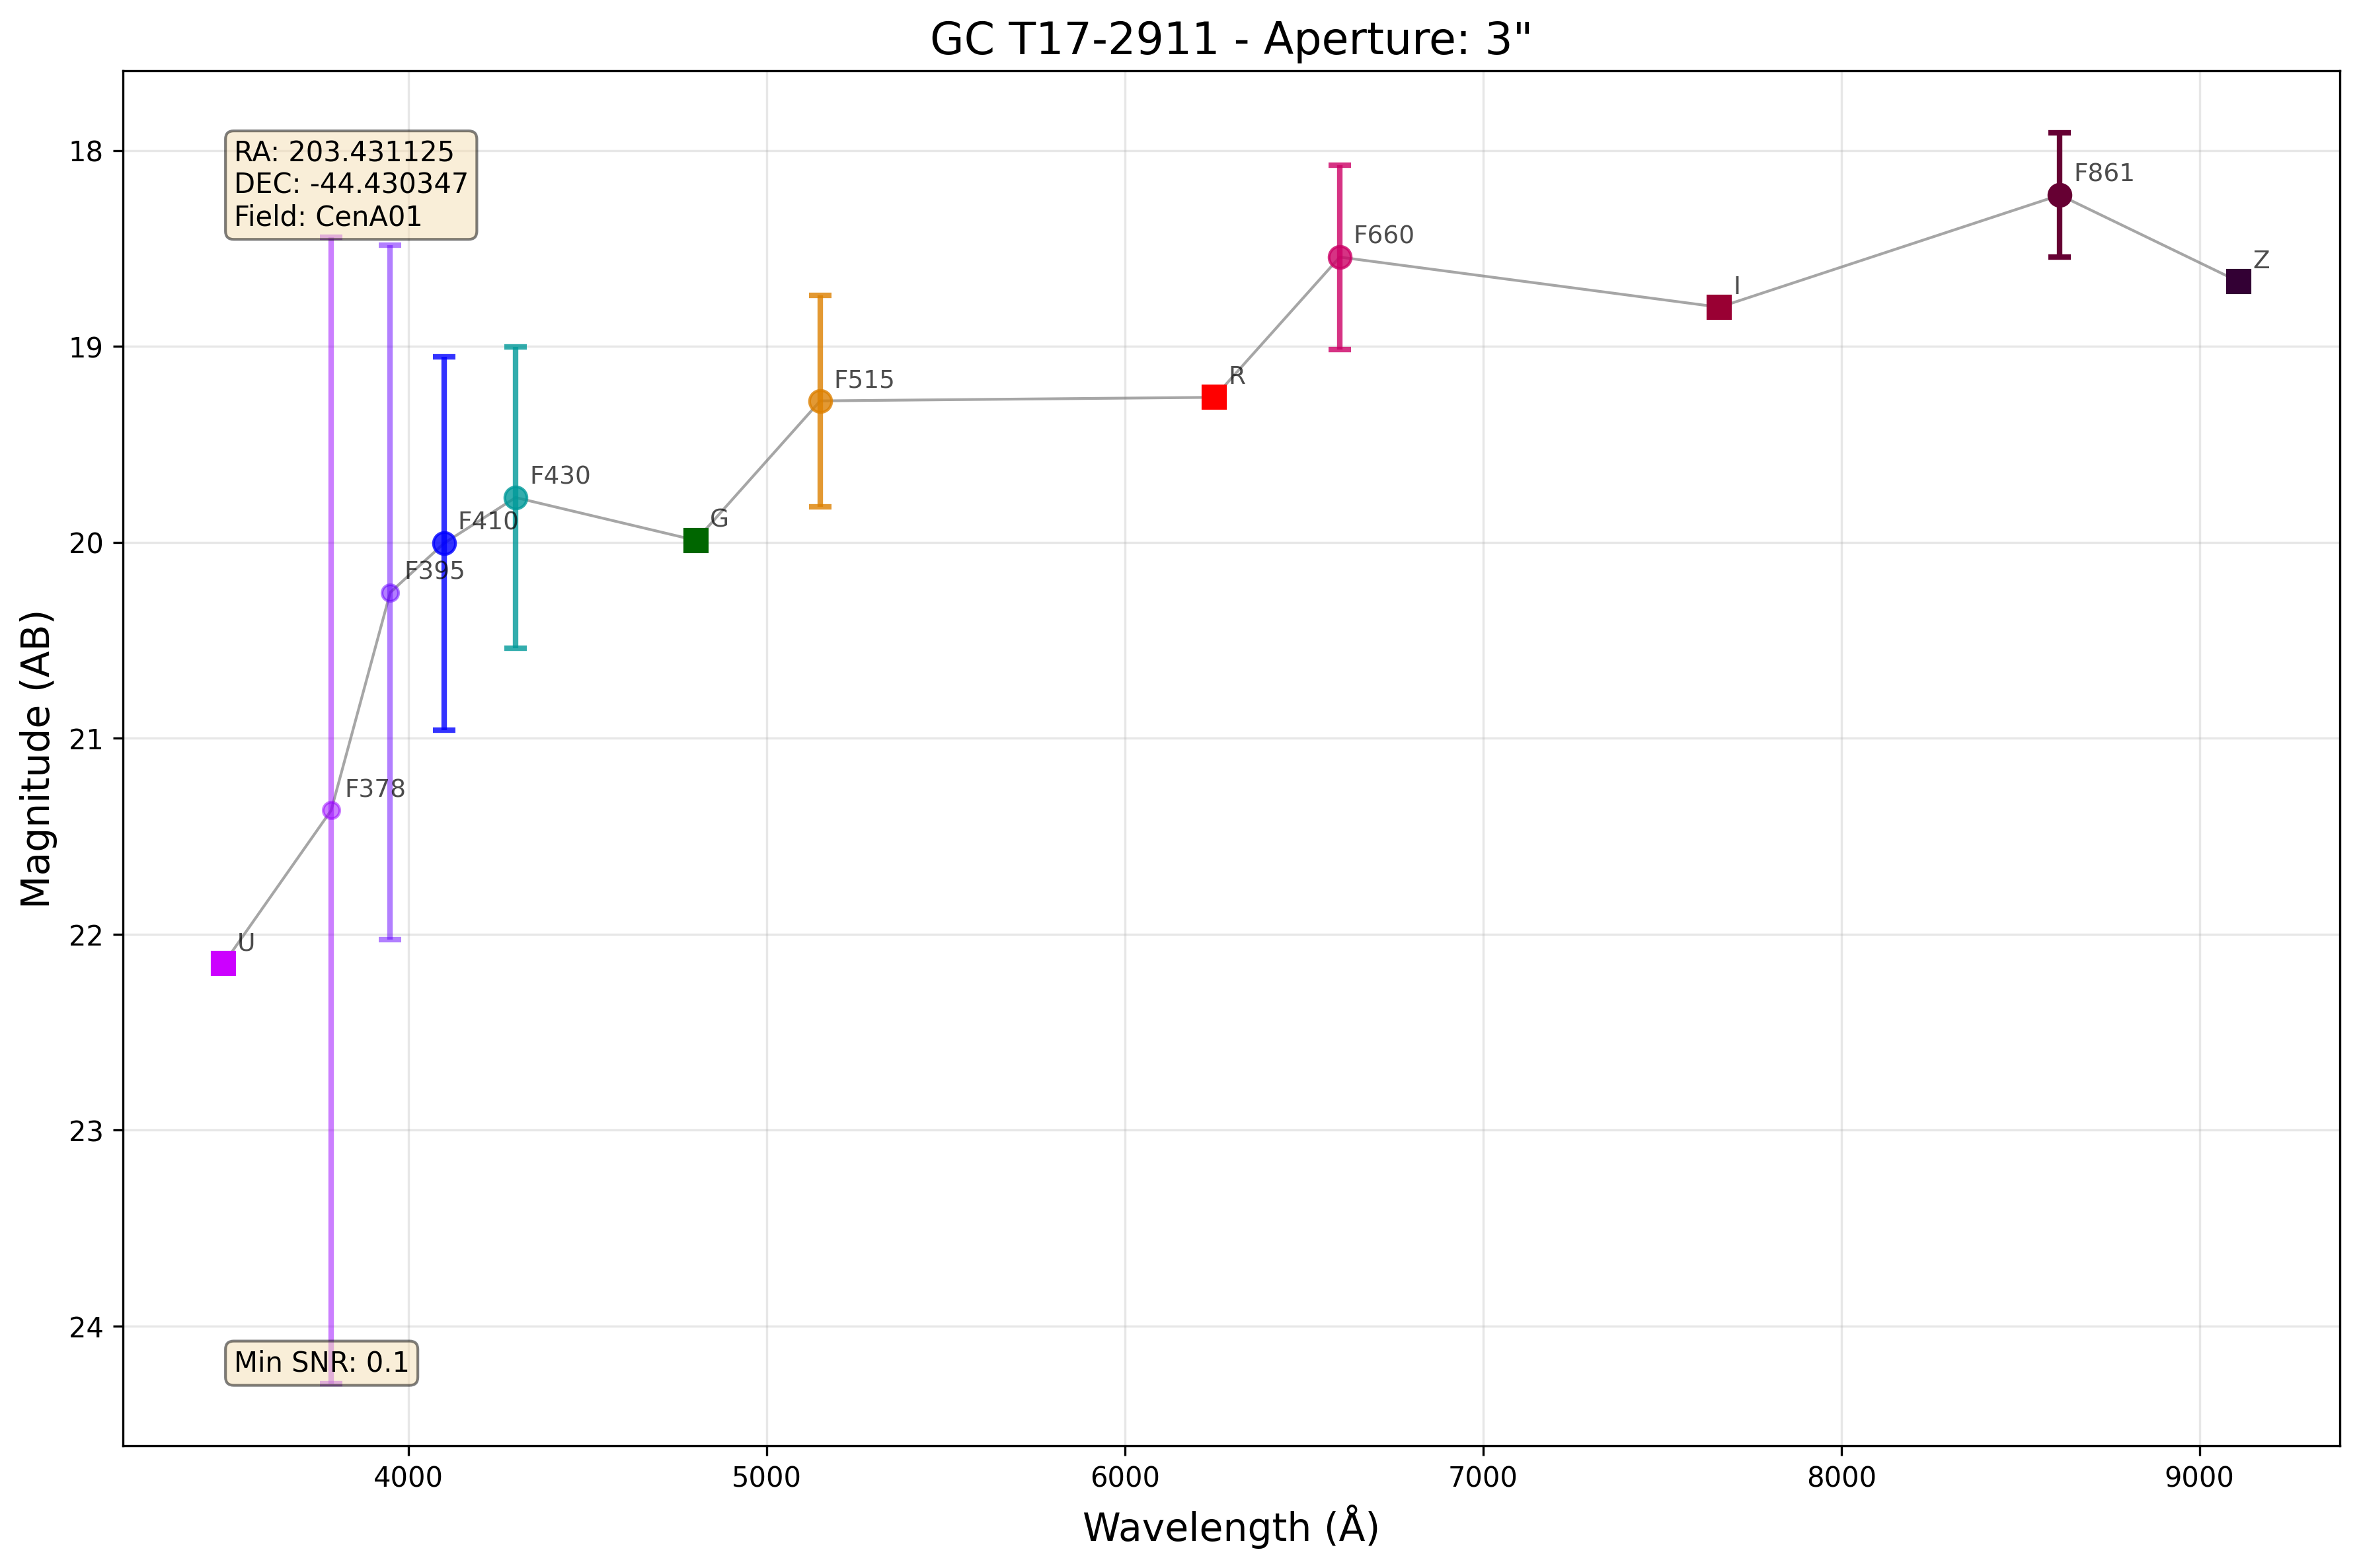 GC T17-2911 - Aperture: 3"
RA: 203.431125
DEC: -44.430347
Field: CenA01
18
19
20
21
22
23
24
Magnitude (AB)
U
F378
F395
F410
F430
G
F515
R
F660
I
F861
Z
Min SNR: 0.1
4000
5000
6000
7000
8000
9000
Wavelength (Å)